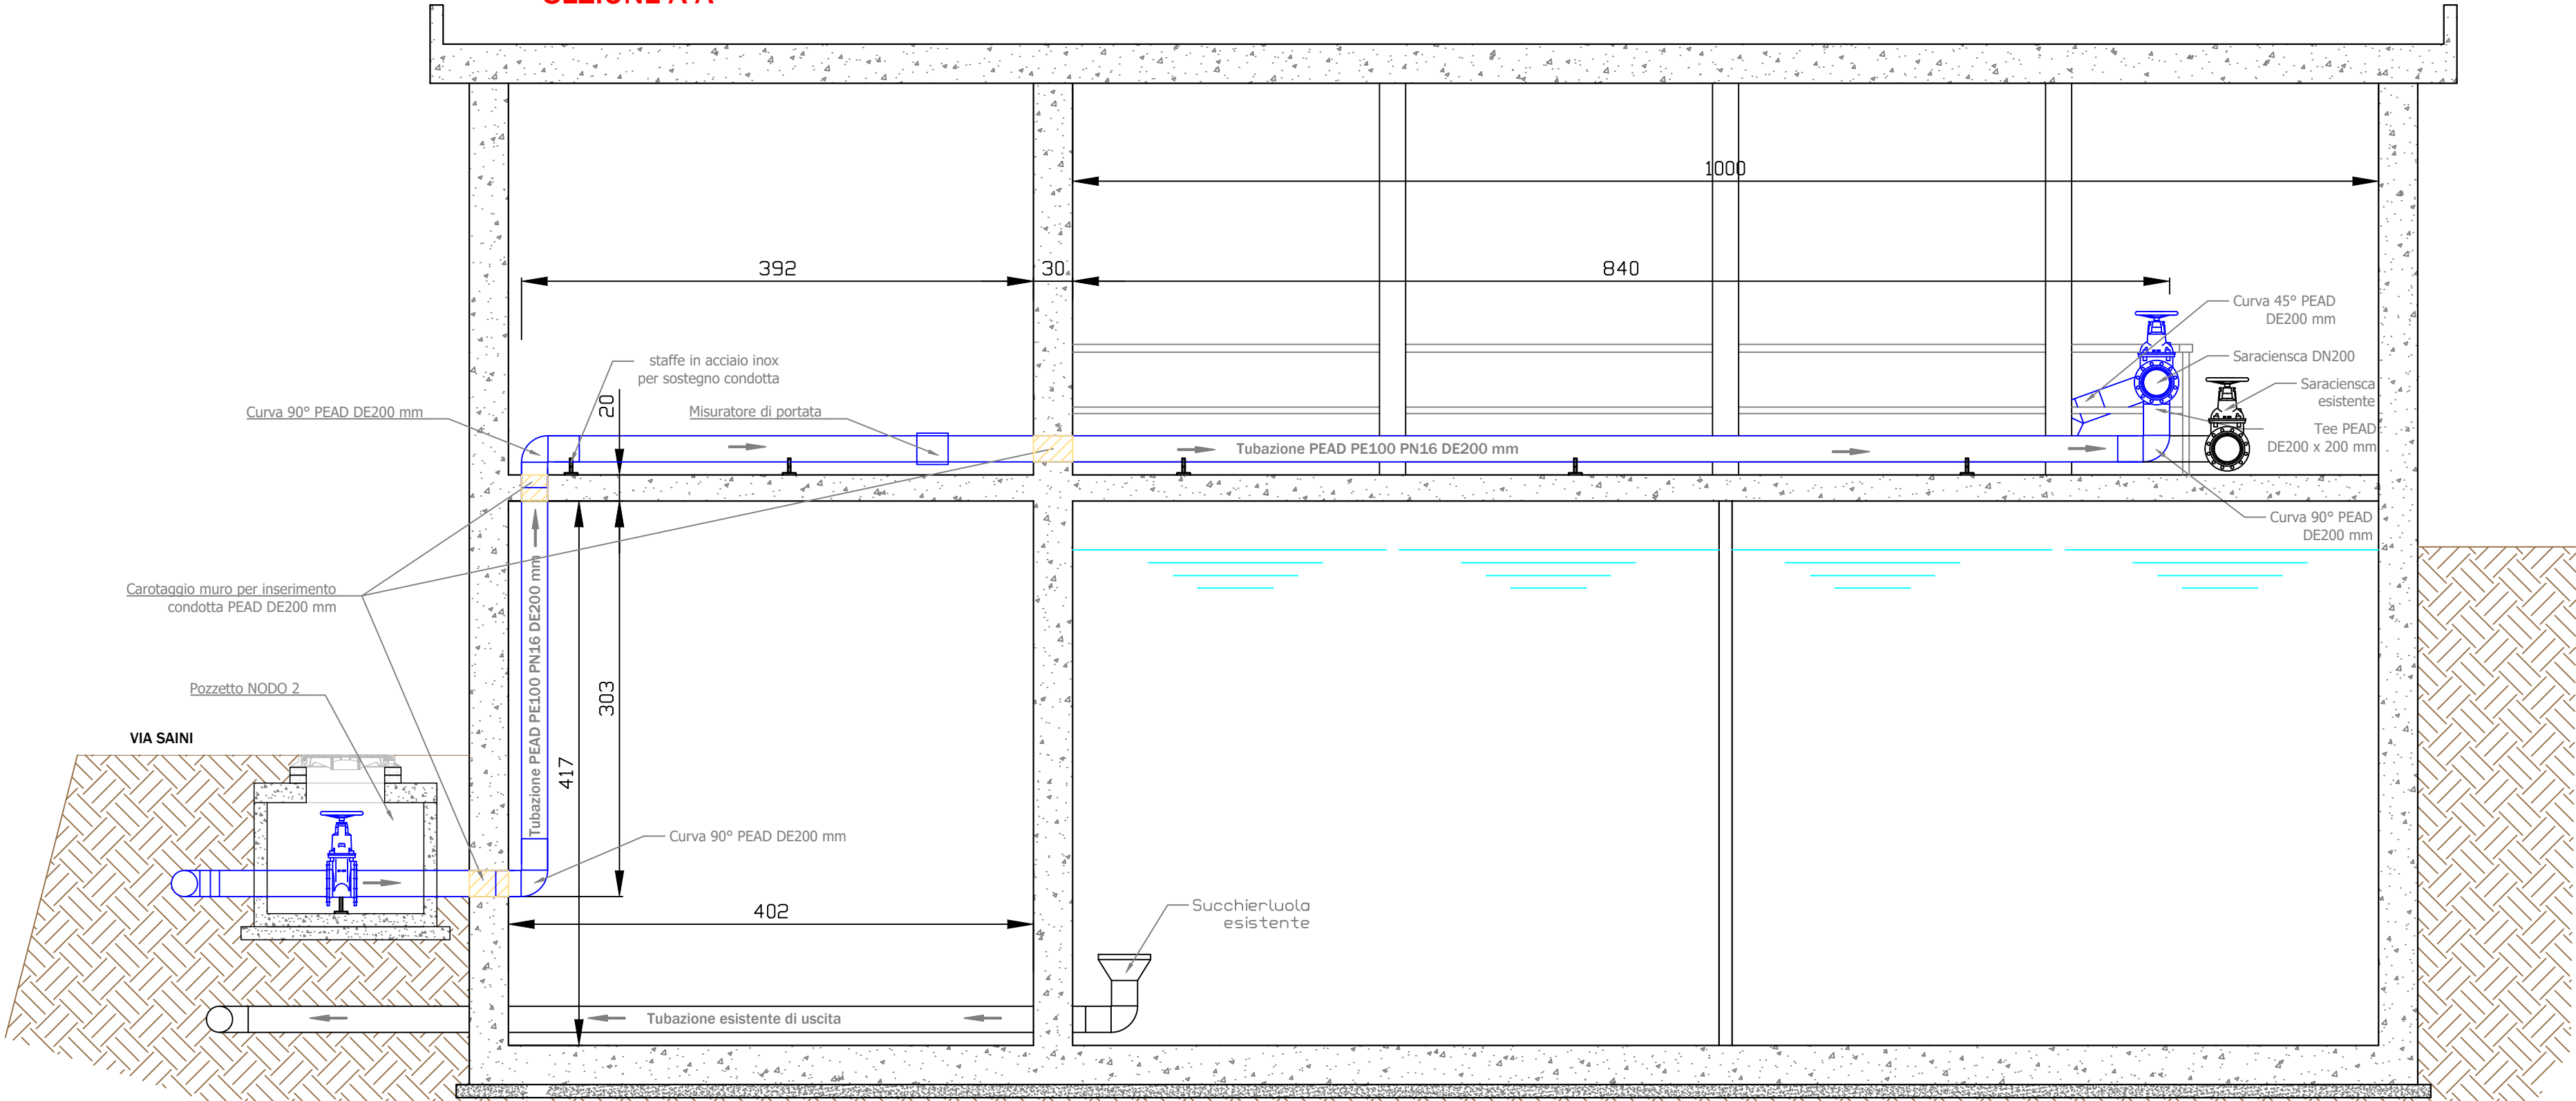 SEZIONE A-A
1000
392
30
840
Curva 45° PEAD
DE200 mm
Saraciensca DN200
Saraciensca
esistente
Tee PEAD
DE200 x 200 mm
Curva 90° PEAD
DE200 mm
staffe in acciaio inox
per sostegno condotta
20
Curva 90° PEAD DE200 mm
Misuratore di portata
Tubazione PEAD PE100 PN16 DE200 mm
Carotaggio muro per inserimento
condotta PEAD DE200 mm
Tubazione PEAD PE100 PN16 DE200 mm
303
417
Pozzetto NODO 2
VIA SAINI
Curva 90° PEAD DE200 mm
402
Succhierluola
esistente
Tubazione esistente di uscita